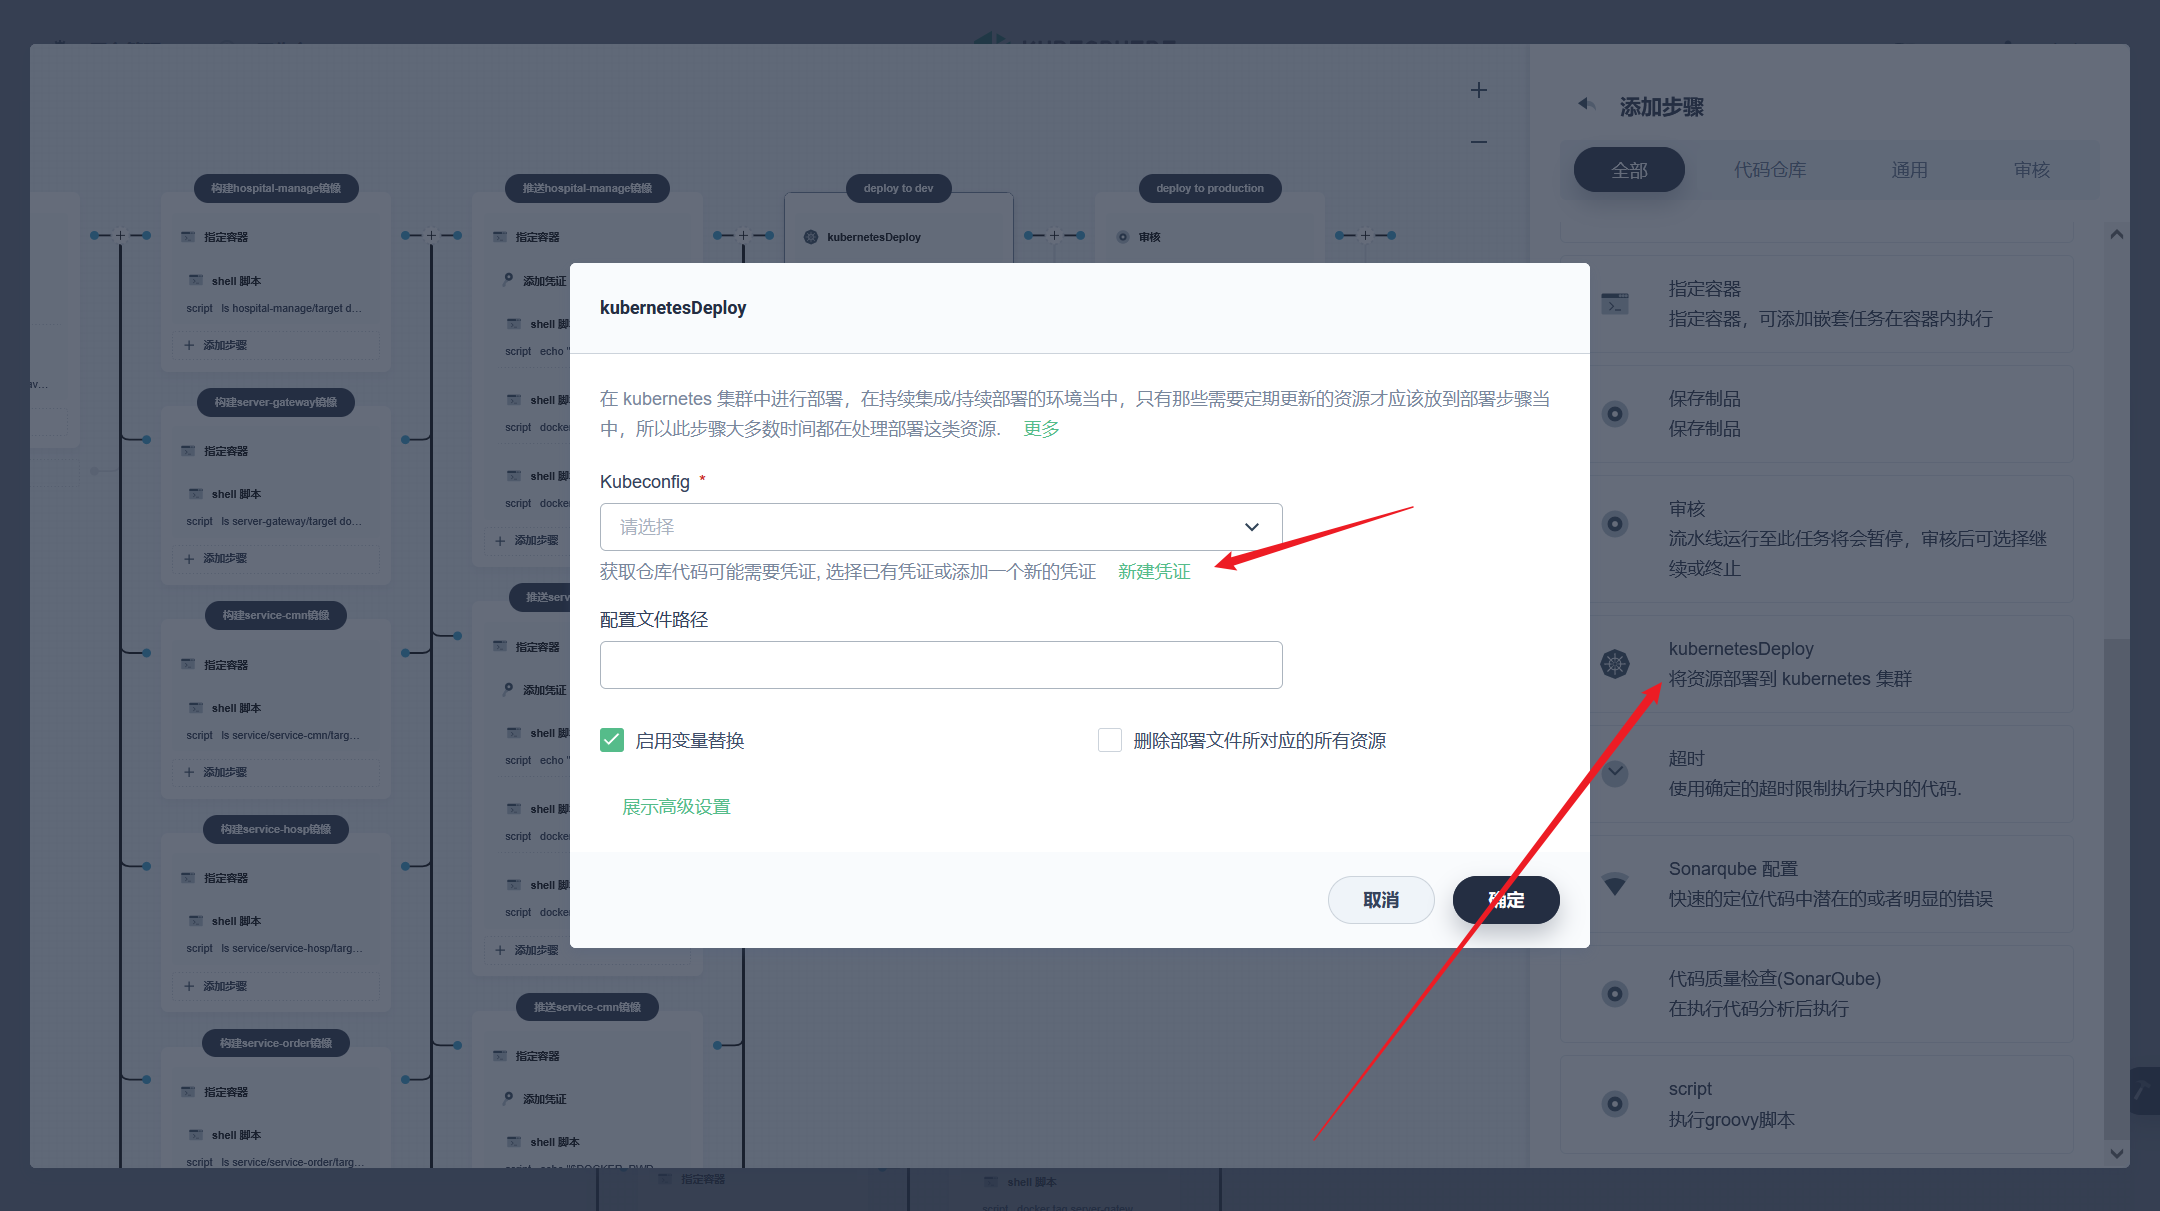 添加步骤
全部
代码仓库
通用
审核
构建hospital-manage镜像
指定容器
shell 脚本
script ls hospital-manage/target d...
添加步骤
构建server-gateway镜像
指定容器
shell 脚本
script ls server-gateway/target do...
添加步骤
构建service-cmn镜像
指定容器
shell 脚本
script ls service/service-cmn/targ...
添加步骤
构建service-hosp镜像
指定容器
shell 脚本
script ls service/service-hosp/targ...
添加步骤
构建service-order镜像
指定容器
shell 脚本
script ls service/service-order/targ...
推送hospital-manage镜像
指定容器
添加凭证
shell 脚
script echo "
shell 脚
script docke
shell 脚
script docke
添加步骤
推送serv
指定容器
添加凭证
shell 脚
script echo "
shell 脚
script docke
shell 脚
script docke
添加步骤
推送service-cmn镜像
指定容器
添加凭证
shell 脚本
deploy to dev
kubernetesDeploy
deploy to production
审核
kubernetesDeploy
在 kubernetes 集群中进行部署，在持续集成/持续部署的环境当中，只有那些需要定期更新的资源才应该放到部署步骤当
中，所以此步骤大多数时间都在处理部署这类资源. 更多
Kubeconfig *
请选择
获取仓库代码可能需要凭证, 选择已有凭证或添加一个新的凭证 新建凭证
配置文件路径
启用变量替换
删除部署文件所对应的所有资源
展示高级设置
取消
确定
指定容器
指定容器，可添加嵌套任务在容器内执行
保存制品
保存制品
审核
流水线运行至此任务将会暂停，审核后可选择继
续或终止
kubernetesDeploy
将资源部署到 kubernetes 集群
超时
使用确定的超时限制执行块内的代码.
Sonarqube 配置
快速的定位代码中潜在的或者明显的错误
代码质量检查(SonarQube)
在执行代码分析后执行
script
执行groovy脚本
指定容器
shell 脚本